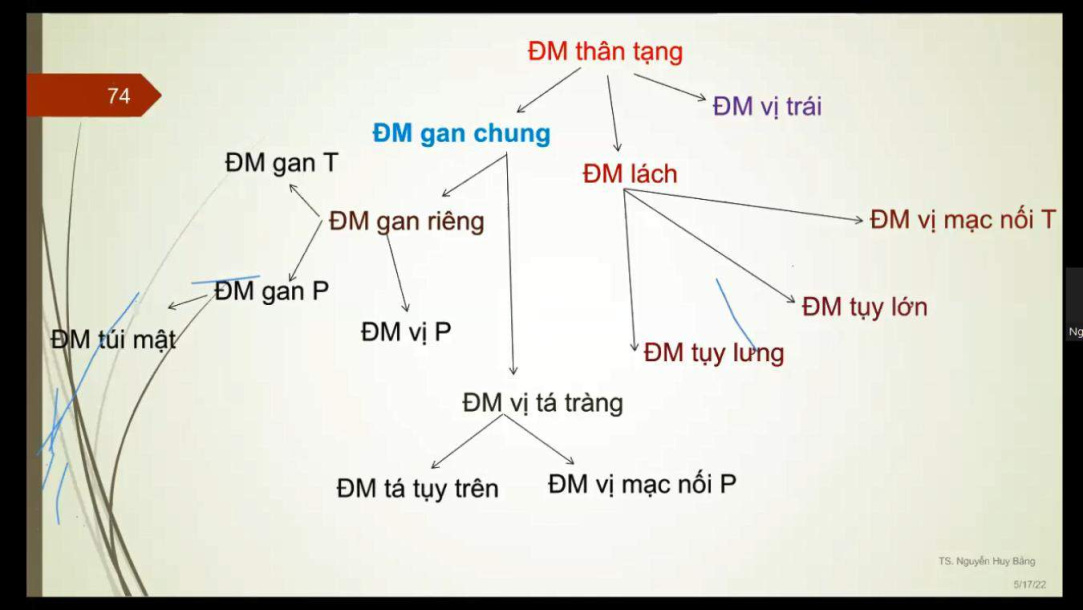 ĐM thân tạng
74
ĐM vị trái
ĐM gan chung
ĐM gan T
ĐM lách
ĐM gan riêng
ĐM vị mạc nối T
ĐM gan P
ĐM tụy lớn
ĐM túi mật
ĐM vị P
ĐM tụy lưng
ĐM vị tá tràng
ĐM tá tụy trên
ĐM vị mạc nối P
TS. Nguyễn Huy Bằng
5/17/22
Ng